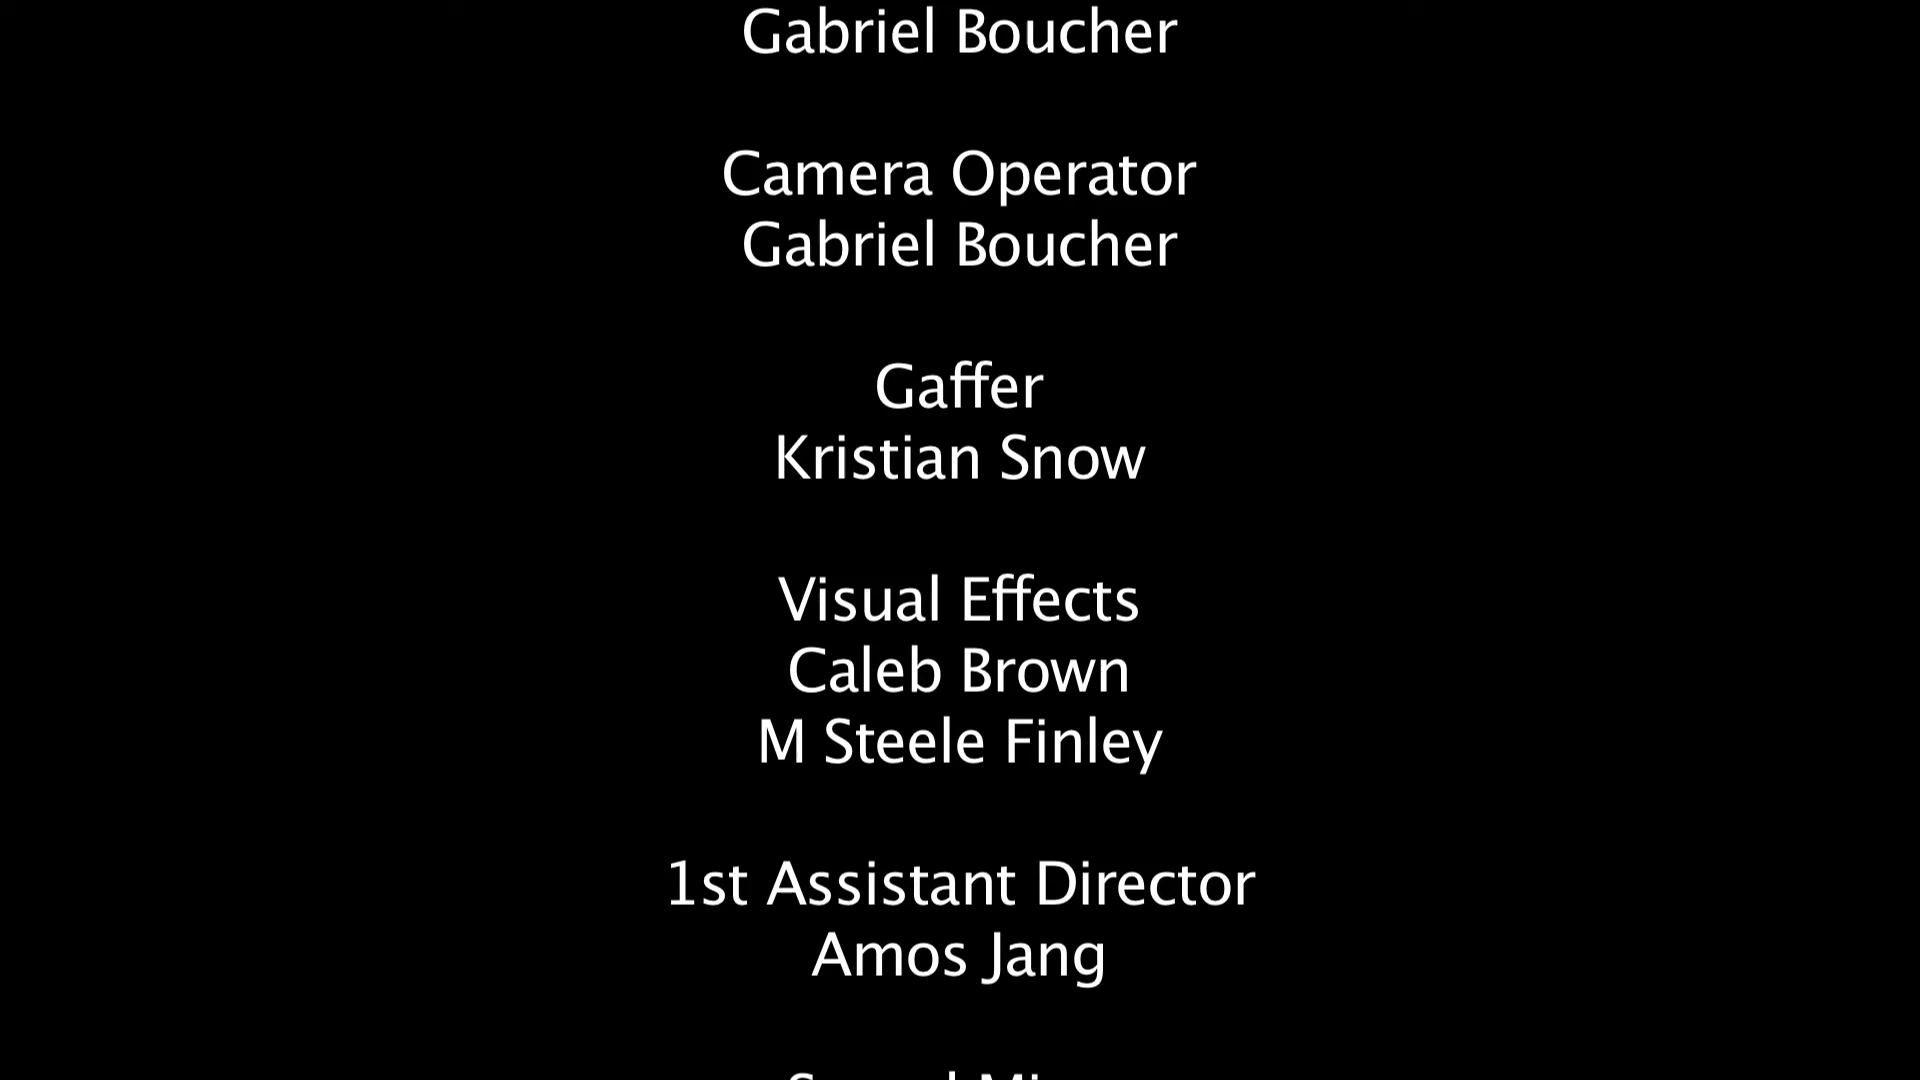 Gabriel Boucher
Camera Operator
Gabriel Boucher
Gaffer
Kristian Snow
Visual Effects
Caleb Brown
M Steele Finley
1st Assistant Director
Amos Jang